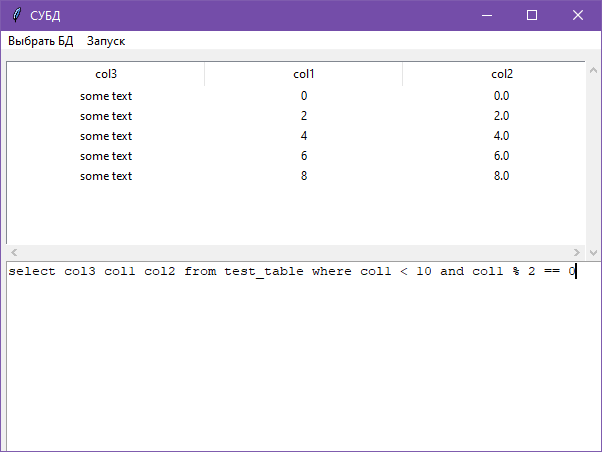 СУБД
Выбрать БД Запуск
col3 col1 col2
some text 0 0.0
some text 2 2.0
some text 4 4.0
some text 6 6.0
some text 8 8.0
select col3 col1 col2 from test_table where col1 < 10 and col1 % 2 == 0